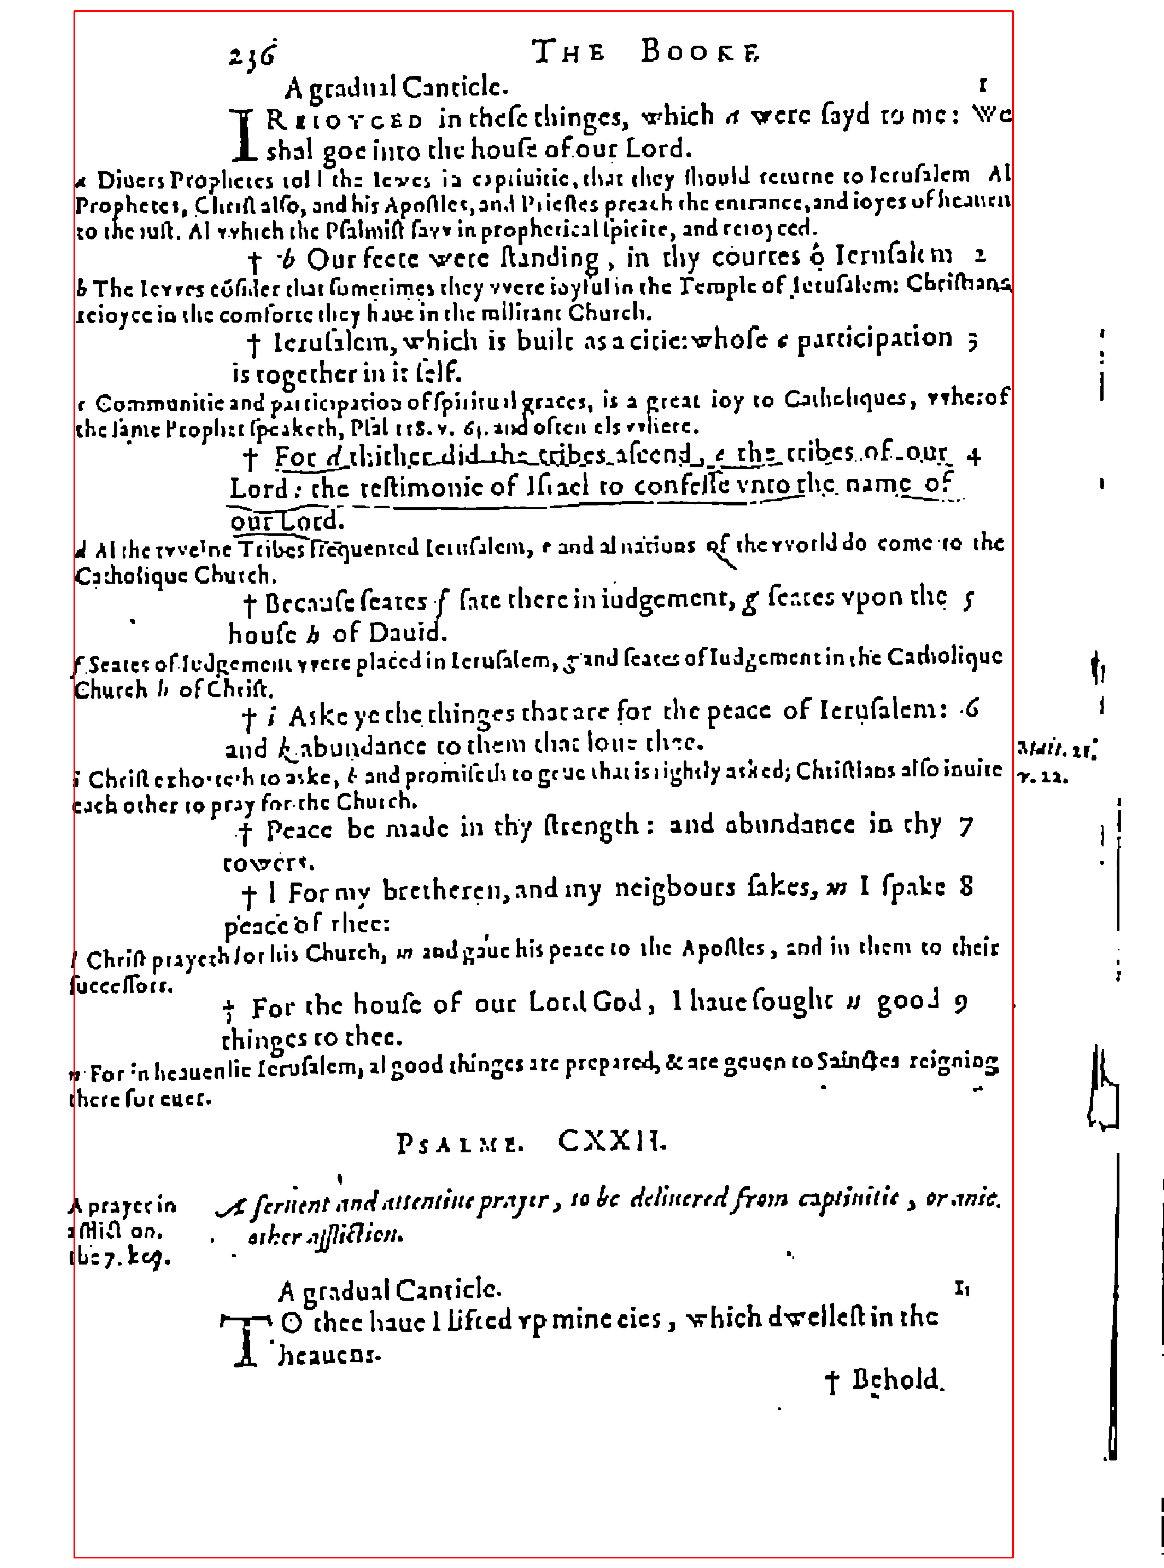 236 THE BOOKE
A gradual Canticle. 1
I REIOYCED in theſe thinges, which a were ſayd to me: We
shal goe into the houſe of our Lord.
a Diuers Prophetes told the Iewes in captiuitie, that they ſhould returne to Ieruſalem Al
Prophetes, Chriſt alſo, and his Apoſtles, and Prieſtes preach the entrance, and ioyes of heauen
to the iuſt. Al vvhich the Pſalmiſt ſavv in prophetical ſpirite, and reioyced.
† b Our feete were ſtanding, in thy courtes ô Ieruſalem 2
b The Ievves cōſider that ſometimes they vvere ioyful in the Temple of Ieruſalem: Chriſtians
reioyce in the comforte they haue in the militant Church.
† Ieruſalem, which is built as a citie: whoſe c participation 3
is together in it ſelf.
c Communitie and participation of ſpiritual graces, is a great ioy to Catholiques, vvherof
the ſame Prophet ſpeaketh, Pſal 118. v. 63. and often els vvhere.
† For d thither did the tribes aſcend, e the tribes of our 4
Lord: the teſtimonie of Iſrael to confeſſe vnto the name of
our Lord.
d Al the tvvelue Tribes frequented Ieruſalem, e and al nations of the vvorld do come to the
Catholique Church.
† Becauſe ſeates f ſate there in iudgement, g ſeates vpon the 5
houſe h of Dauid.
f Seates of Iudgement vvere placed in Ieruſalem, g and ſeates of Iudgement in the Catholique
Church h of Chriſt.
† i Aske ye the thinges that are for the peace of Ieruſalem: 6
and k abundance to them that loue thee.
Matt. 21.
v. 22.
i Chriſt exhorteth to aske, k and promiſeth to geue that is rightly asked; Chriſtians alſo inuite
each other to pray for the Church.
† Peace be made in thy ſtrength: and abundance in thy 7
towers.
† l For my bretheren, and my neigbours ſakes, m I ſpake 8
peace of thee:
l Chriſt prayeth for his Church, m and gaue his peace to the Apoſtles, and in them to their
ſucceſſors.
† For the houſe of our Lord God, I haue ſought n good 9
thinges to thee.
n For in heauenlie Ieruſalem, al good thinges are prepared, & are geuen to Sainctes reigning
there for euer.
PSALME. CXXII.
A prayer in
afflictiõ.
the 7. key.
A feruent and attentiue prayer, to be deliuered from captiuitie, or anie
other affliction.
A gradual Canticle. 1
TO thee haue I lifted vp mine eies, which dwelleſt in the
heauens.
† Behold.